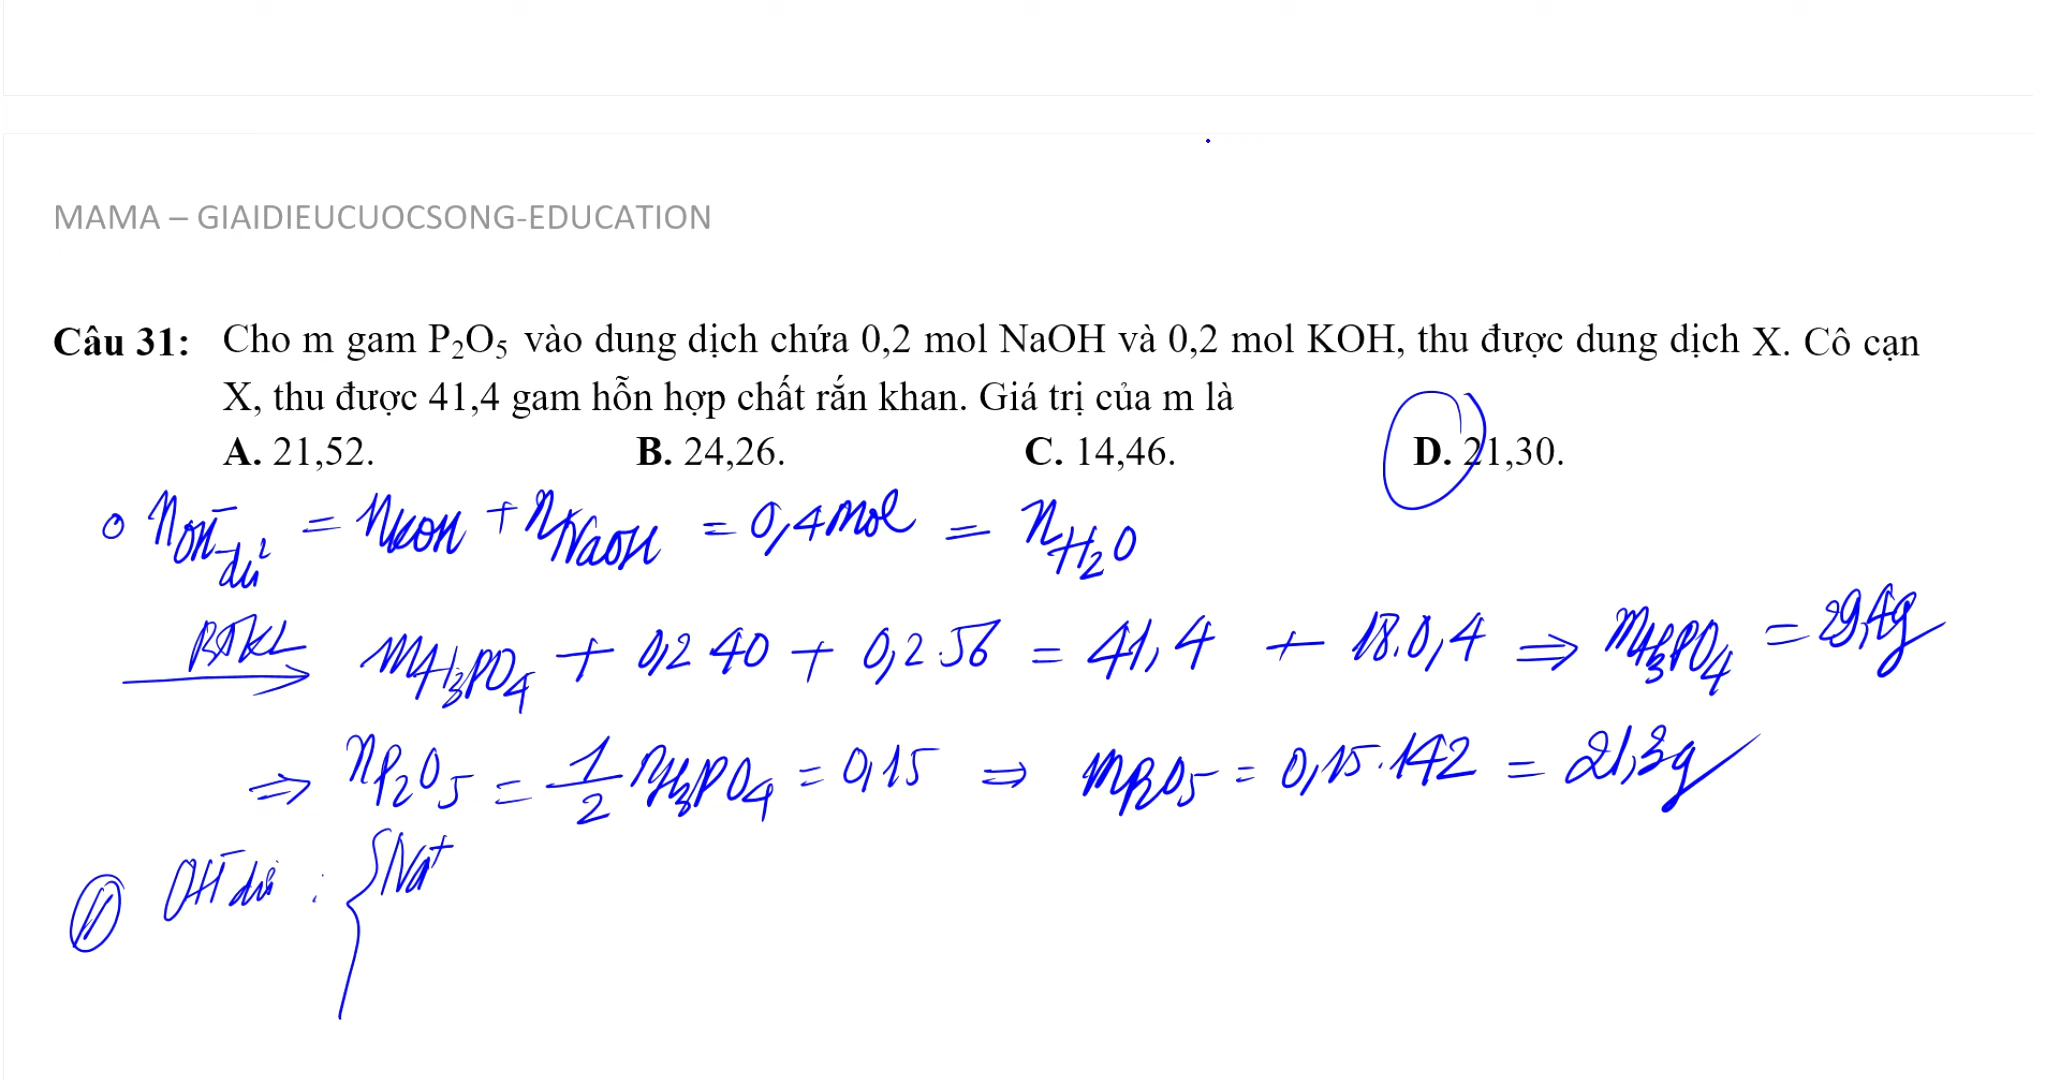 MAMA – GIAIDIEUCUOCSONG-EDUCATION
Câu 31: Cho m gam P₂O₅ vào dung dịch chứa 0,2 mol NaOH và 0,2 mol KOH, thu được dung dịch X. Cô cạn
X, thu được 41,4 gam hỗn hợp chất rắn khan. Giá trị của m là
A. 21,52. B. 24,26. C. 14,46. D. 21,30.
n OH⁻ dư = nKOH + nNaOH = 0,4 mol = nH₂O
BTKL mH₃PO₄ + 0,2.40 + 0,2.56 = 41,4 + 18.0,4 ⇒ mH₃PO₄ = 29,4g
⇒ nP₂O₅ = 1/2 nH₃PO₄ = 0,15 ⇒ mP₂O₅ = 0,15.142 = 21,3g
OH⁻ dư : { Na⁺